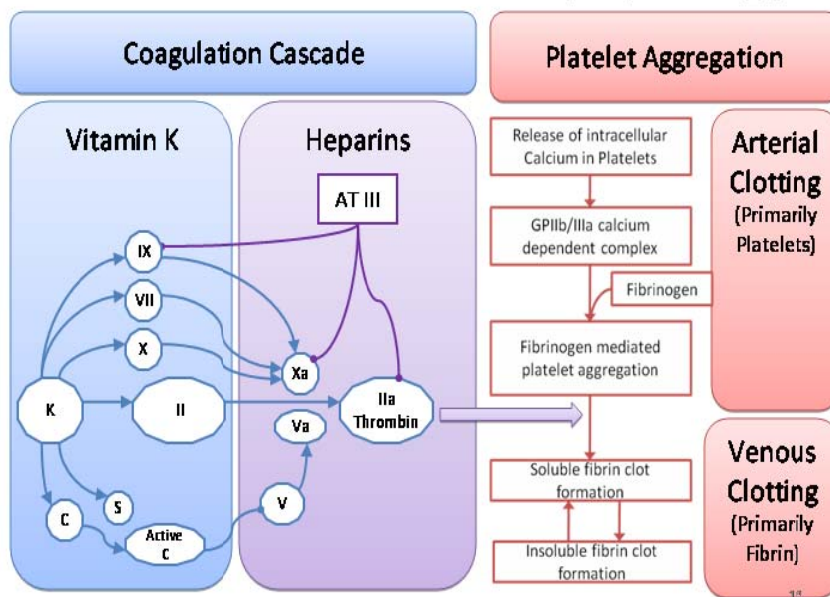 Coagulation Cascade
Platelet Aggregation
Vitamin K
Heparins
AT III
IX
VII
X
Xa
K
II
IIa
Thrombin
Va
V
C
S
Active
C
Release of intracellular
Calcium in Platelets
GPIIb/IIIa calcium
dependent complex
Fibrinogen
Fibrinogen mediated
platelet aggregation
Soluble fibrin clot
formation
Insoluble fibrin clot
formation
Arterial
Clotting
(Primarily
Platelets)
Venous
Clotting
(Primarily
Fibrin)